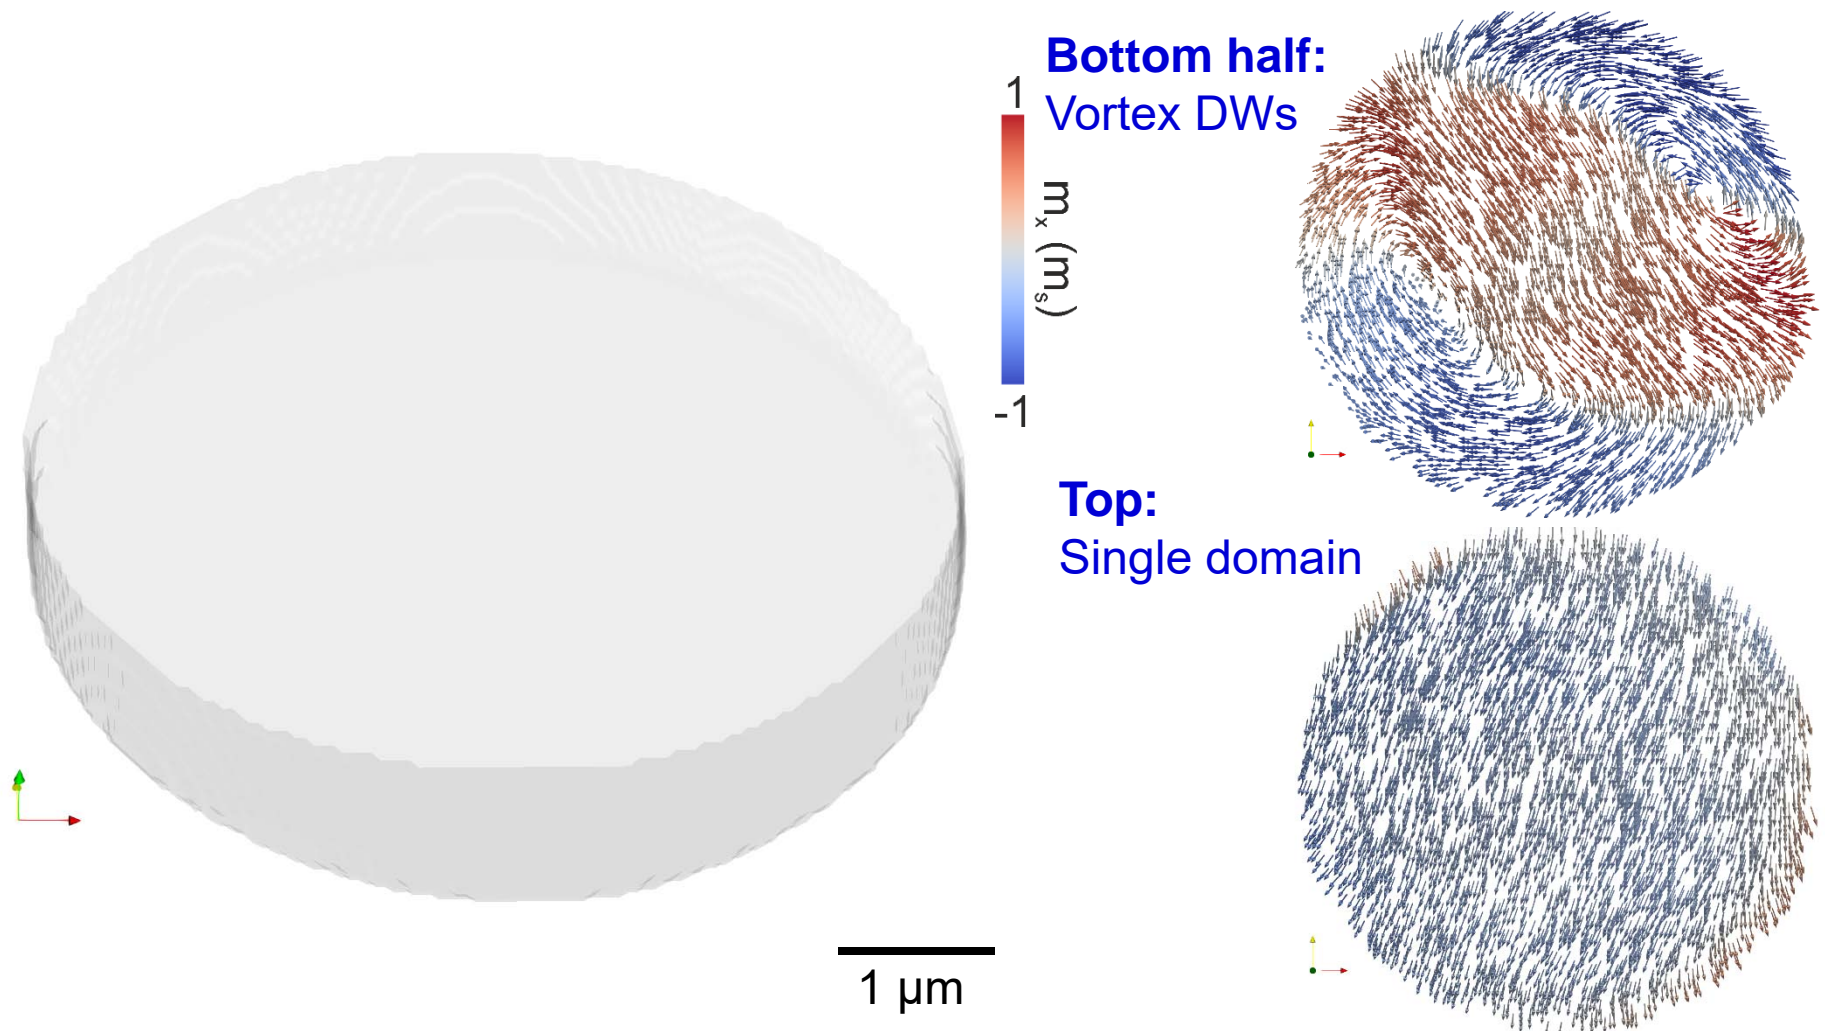 Bottom half:
Vortex DWs
1
mₓ (mₛ)
-1
Top:
Single domain
1 µm